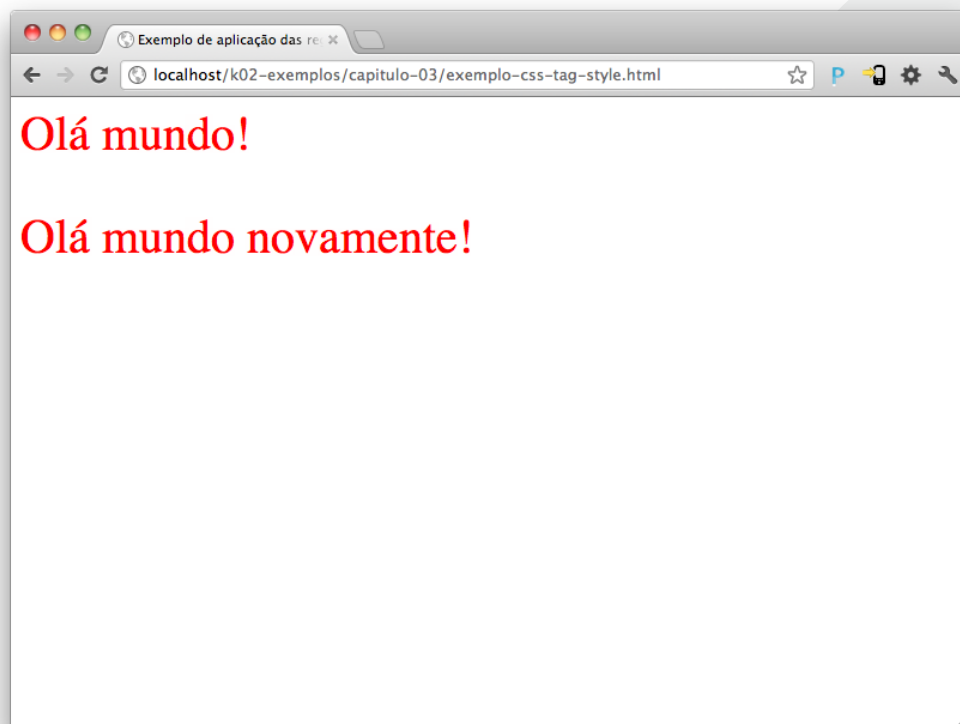 Exemplo de aplicação das
localhost/k02-exemplos/capitulo-03/exemplo-css-tag-style.html
Olá mundo!
Olá mundo novamente!